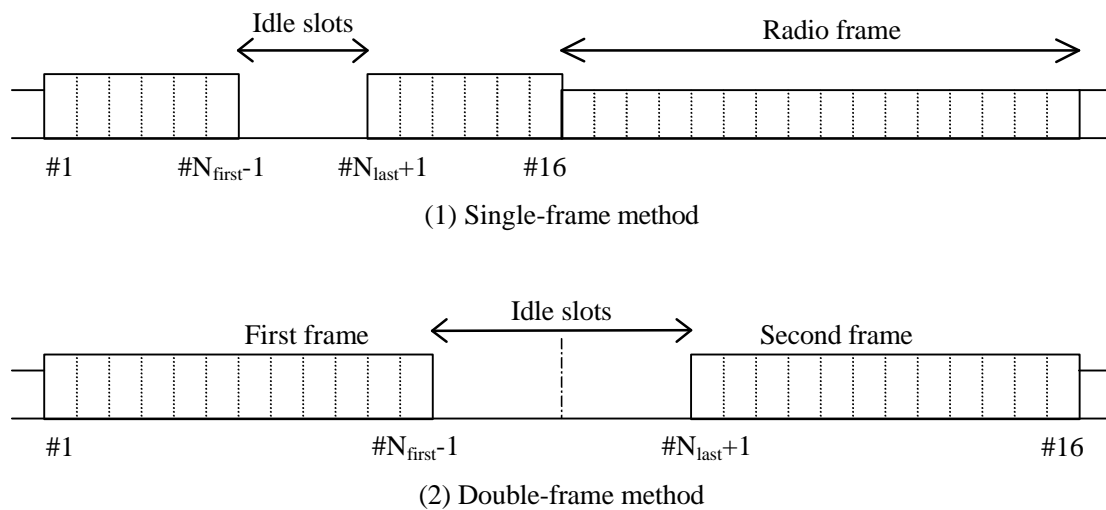 Idle slots
Radio frame
#1 #N_first-1 #N_last+1 #16
(1) Single-frame method
Idle slots
First frame Second frame
#1 #N_first-1 #N_last+1 #16
(2) Double-frame method